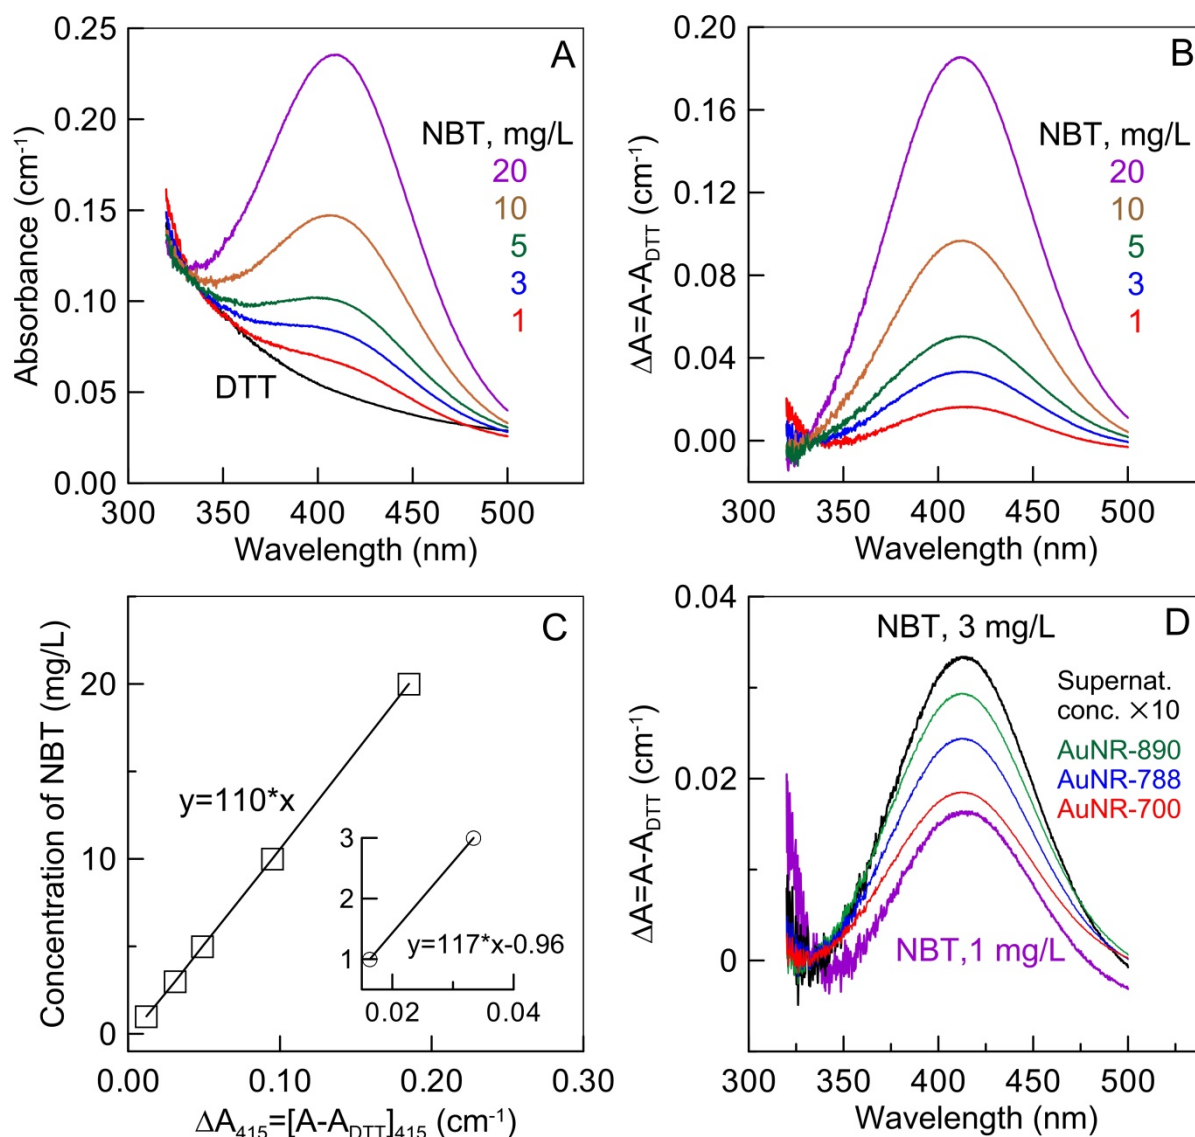 A
0.25
0.20
0.15
0.10
0.05
0.00
Absorbance (cm⁻¹)
NBT, mg/L
20
10
5
3
1
DTT
300 350 400 450 500
Wavelength (nm)
B
0.20
0.16
0.12
0.08
0.04
0.00
ΔA=A-A_DTT (cm⁻¹)
NBT, mg/L
20
10
5
3
1
300 350 400 450 500
Wavelength (nm)
C
20
10
0
Concentration of NBT (mg/L)
y=110*x
3
2
1
y=117*x-0.96
0.02 0.04
0.00 0.10 0.20 0.30
ΔA₄₁₅=[A-A_DTT]₄₁₅ (cm⁻¹)
D
0.04
0.02
0
ΔA=A-A_DTT (cm⁻¹)
NBT, 3 mg/L
Supernat.
conc. ×10
AuNR-890
AuNR-788
AuNR-700
NBT,1 mg/L
300 350 400 450 500
Wavelength (nm)